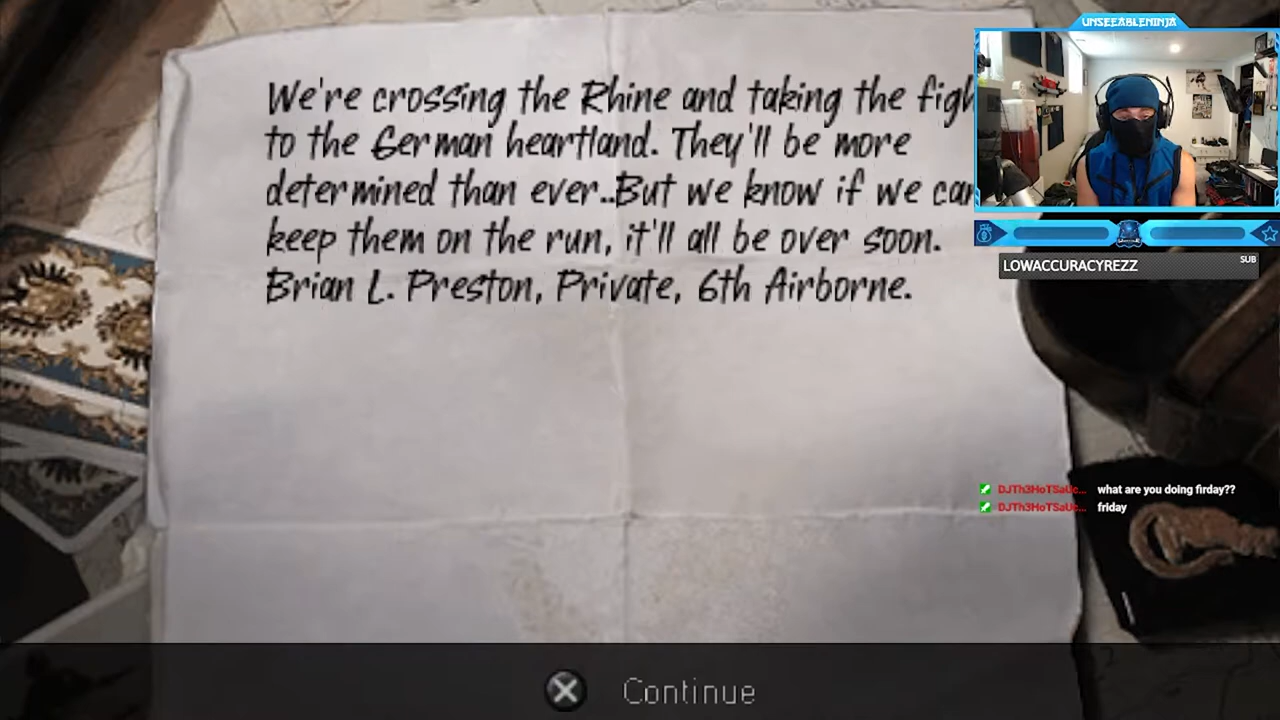 We're crossing the Rhine and taking the figh
to the German heartland. They'll be more
determined than ever..But we know if we can
keep them on the run, it'll all be over soon.
Brian L. Preston, Private, 6th Airborne.
UNSEEABLENINJA
LOWACCURACYREZZ SUB
DJTh3HoTSaUc... what are you doing firday??
DJTh3HoTSaUc... friday
Continue